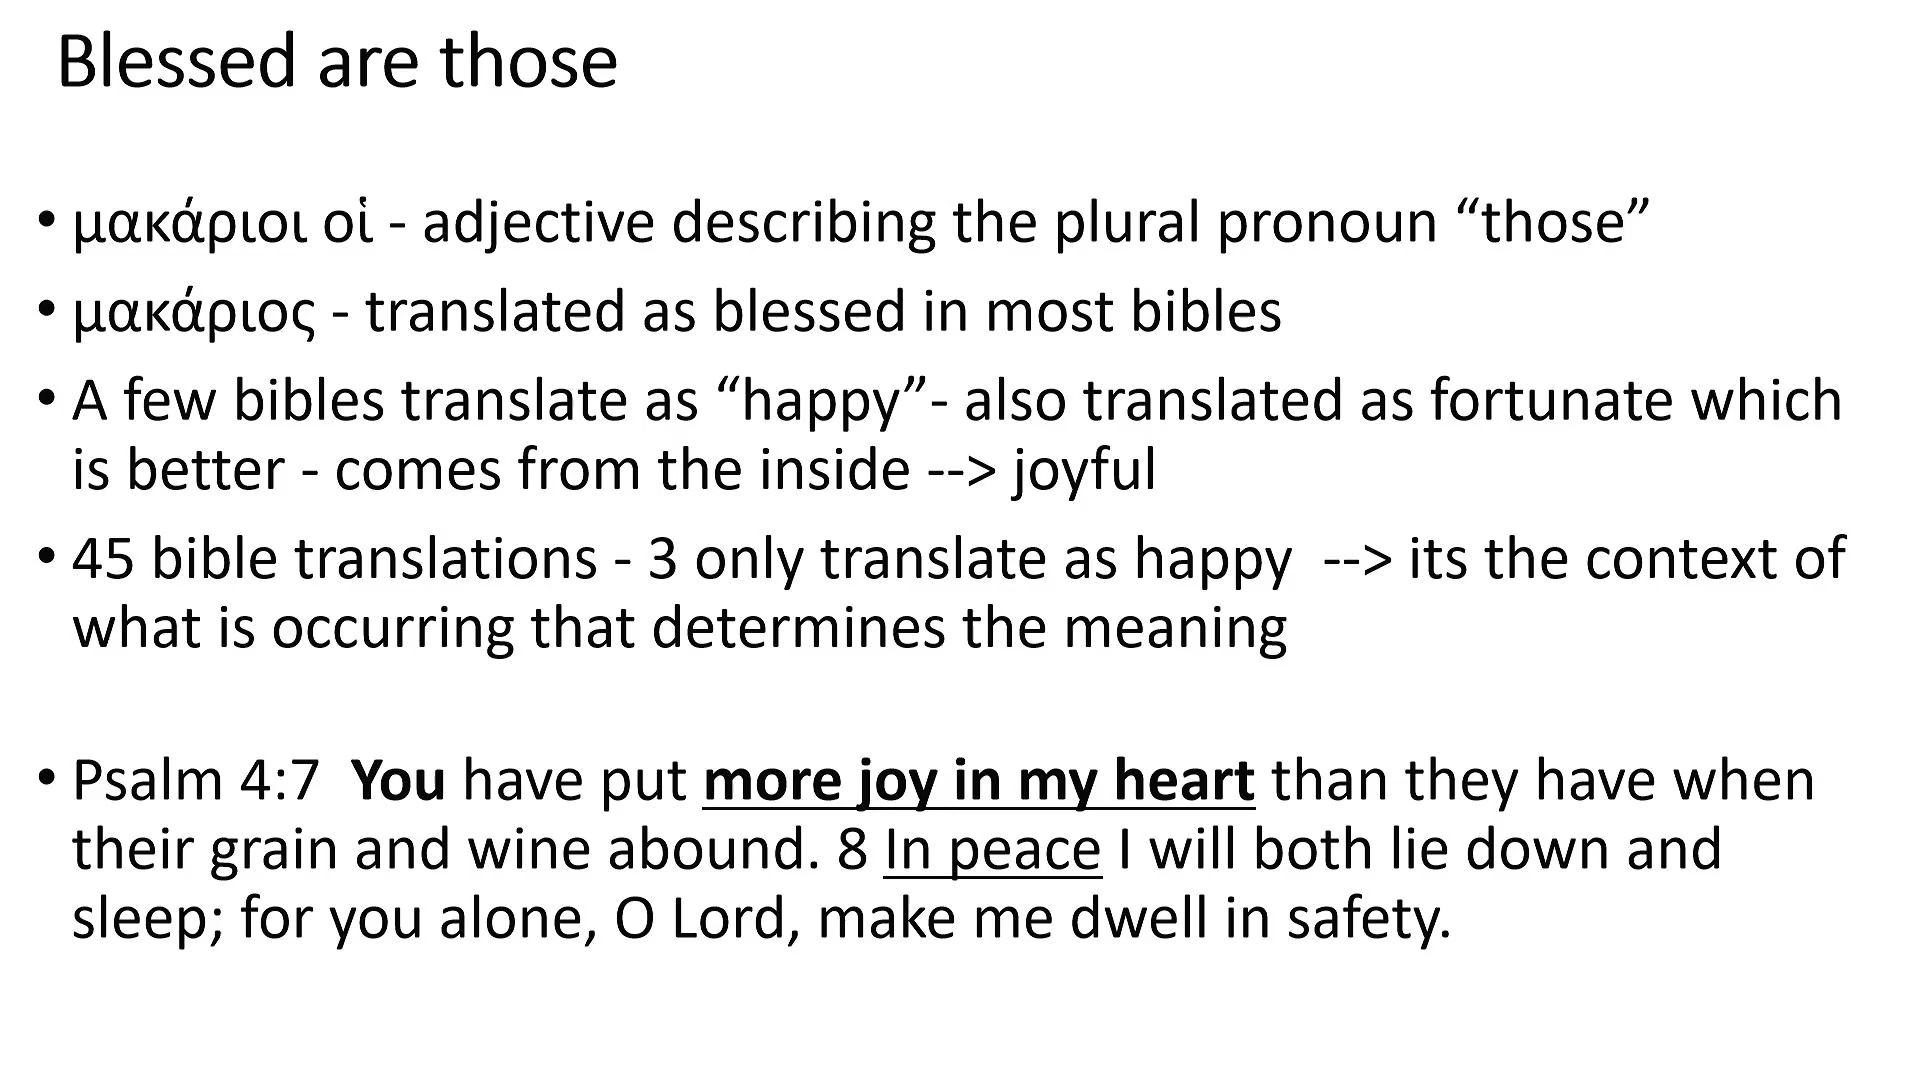 Blessed are those
• μακάριοι οἱ - adjective describing the plural pronoun “those”
• μακάριος - translated as blessed in most bibles
• A few bibles translate as “happy”- also translated as fortunate which
is better - comes from the inside --> joyful
• 45 bible translations - 3 only translate as happy  --> its the context of
what is occurring that determines the meaning
• Psalm 4:7  You have put more joy in my heart than they have when
their grain and wine abound. 8 In peace I will both lie down and
sleep; for you alone, O Lord, make me dwell in safety.